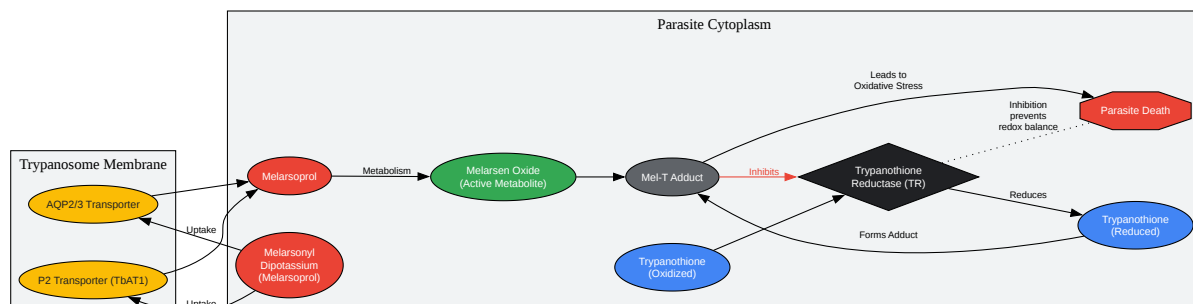 Parasite Cytoplasm
Leads to
Oxidative Stress
Parasite Death
Inhibition
prevents
redox balance
Trypanosome Membrane
Melarsoprol
Metabolism
Melarsen Oxide
(Active Metabolite)
Mel-T Adduct
Inhibits
Trypanothione
Reductase (TR)
AQP2/3 Transporter
Reduces
Uptake
Trypanothione
(Reduced)
Forms Adduct
Melarsonyl
Dipotassium
(Melarsoprol)
Trypanothione
(Oxidized)
P2 Transporter (TbAT1)
Uptake